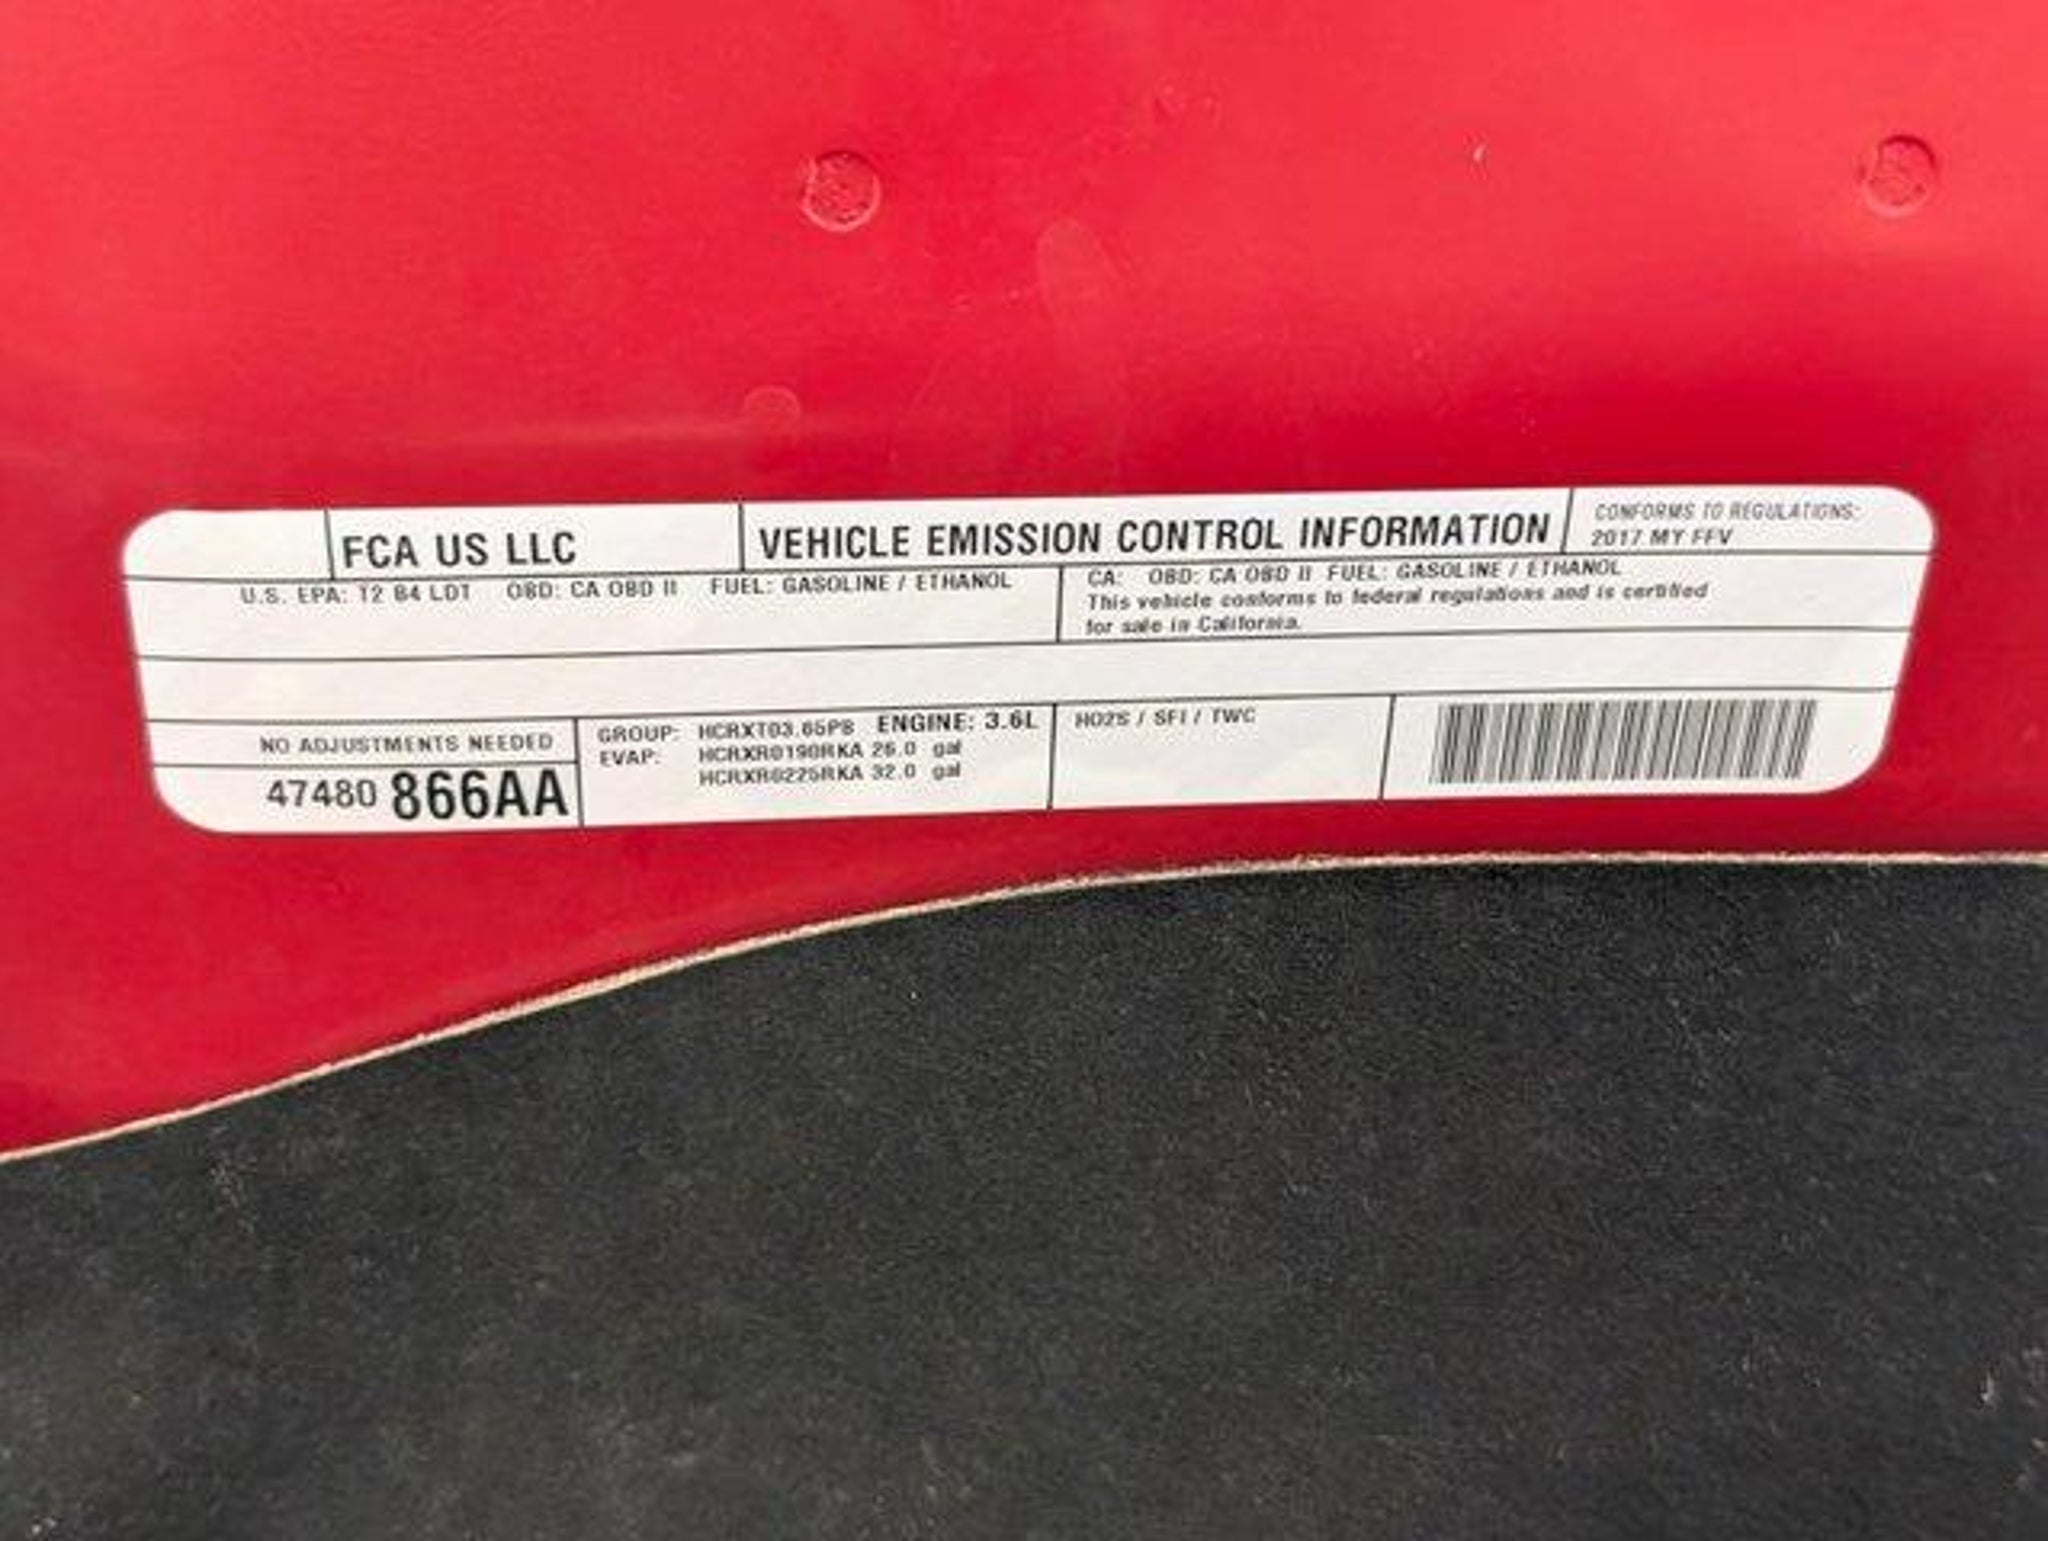 FCA US LLC
VEHICLE EMISSION CONTROL INFORMATION
CONFORMS TO REGULATIONS:
2017 MY FFV
U.S. EPA: T2 B4 LDT OBD: CA OBD II FUEL: GASOLINE / ETHANOL
CA: OBD: CA OBD II FUEL: GASOLINE / ETHANOL
This vehicle conforms to federal regulations and is certified
for sale in California.
NO ADJUSTMENTS NEEDED
47480 866AA
GROUP: HCRXT03.65P8 ENGINE: 3.6L
EVAP: HCRXR0190RKA 26.0 gal
HCRXR0225RKA 32.0 gal
HO2S / SFI / TWC